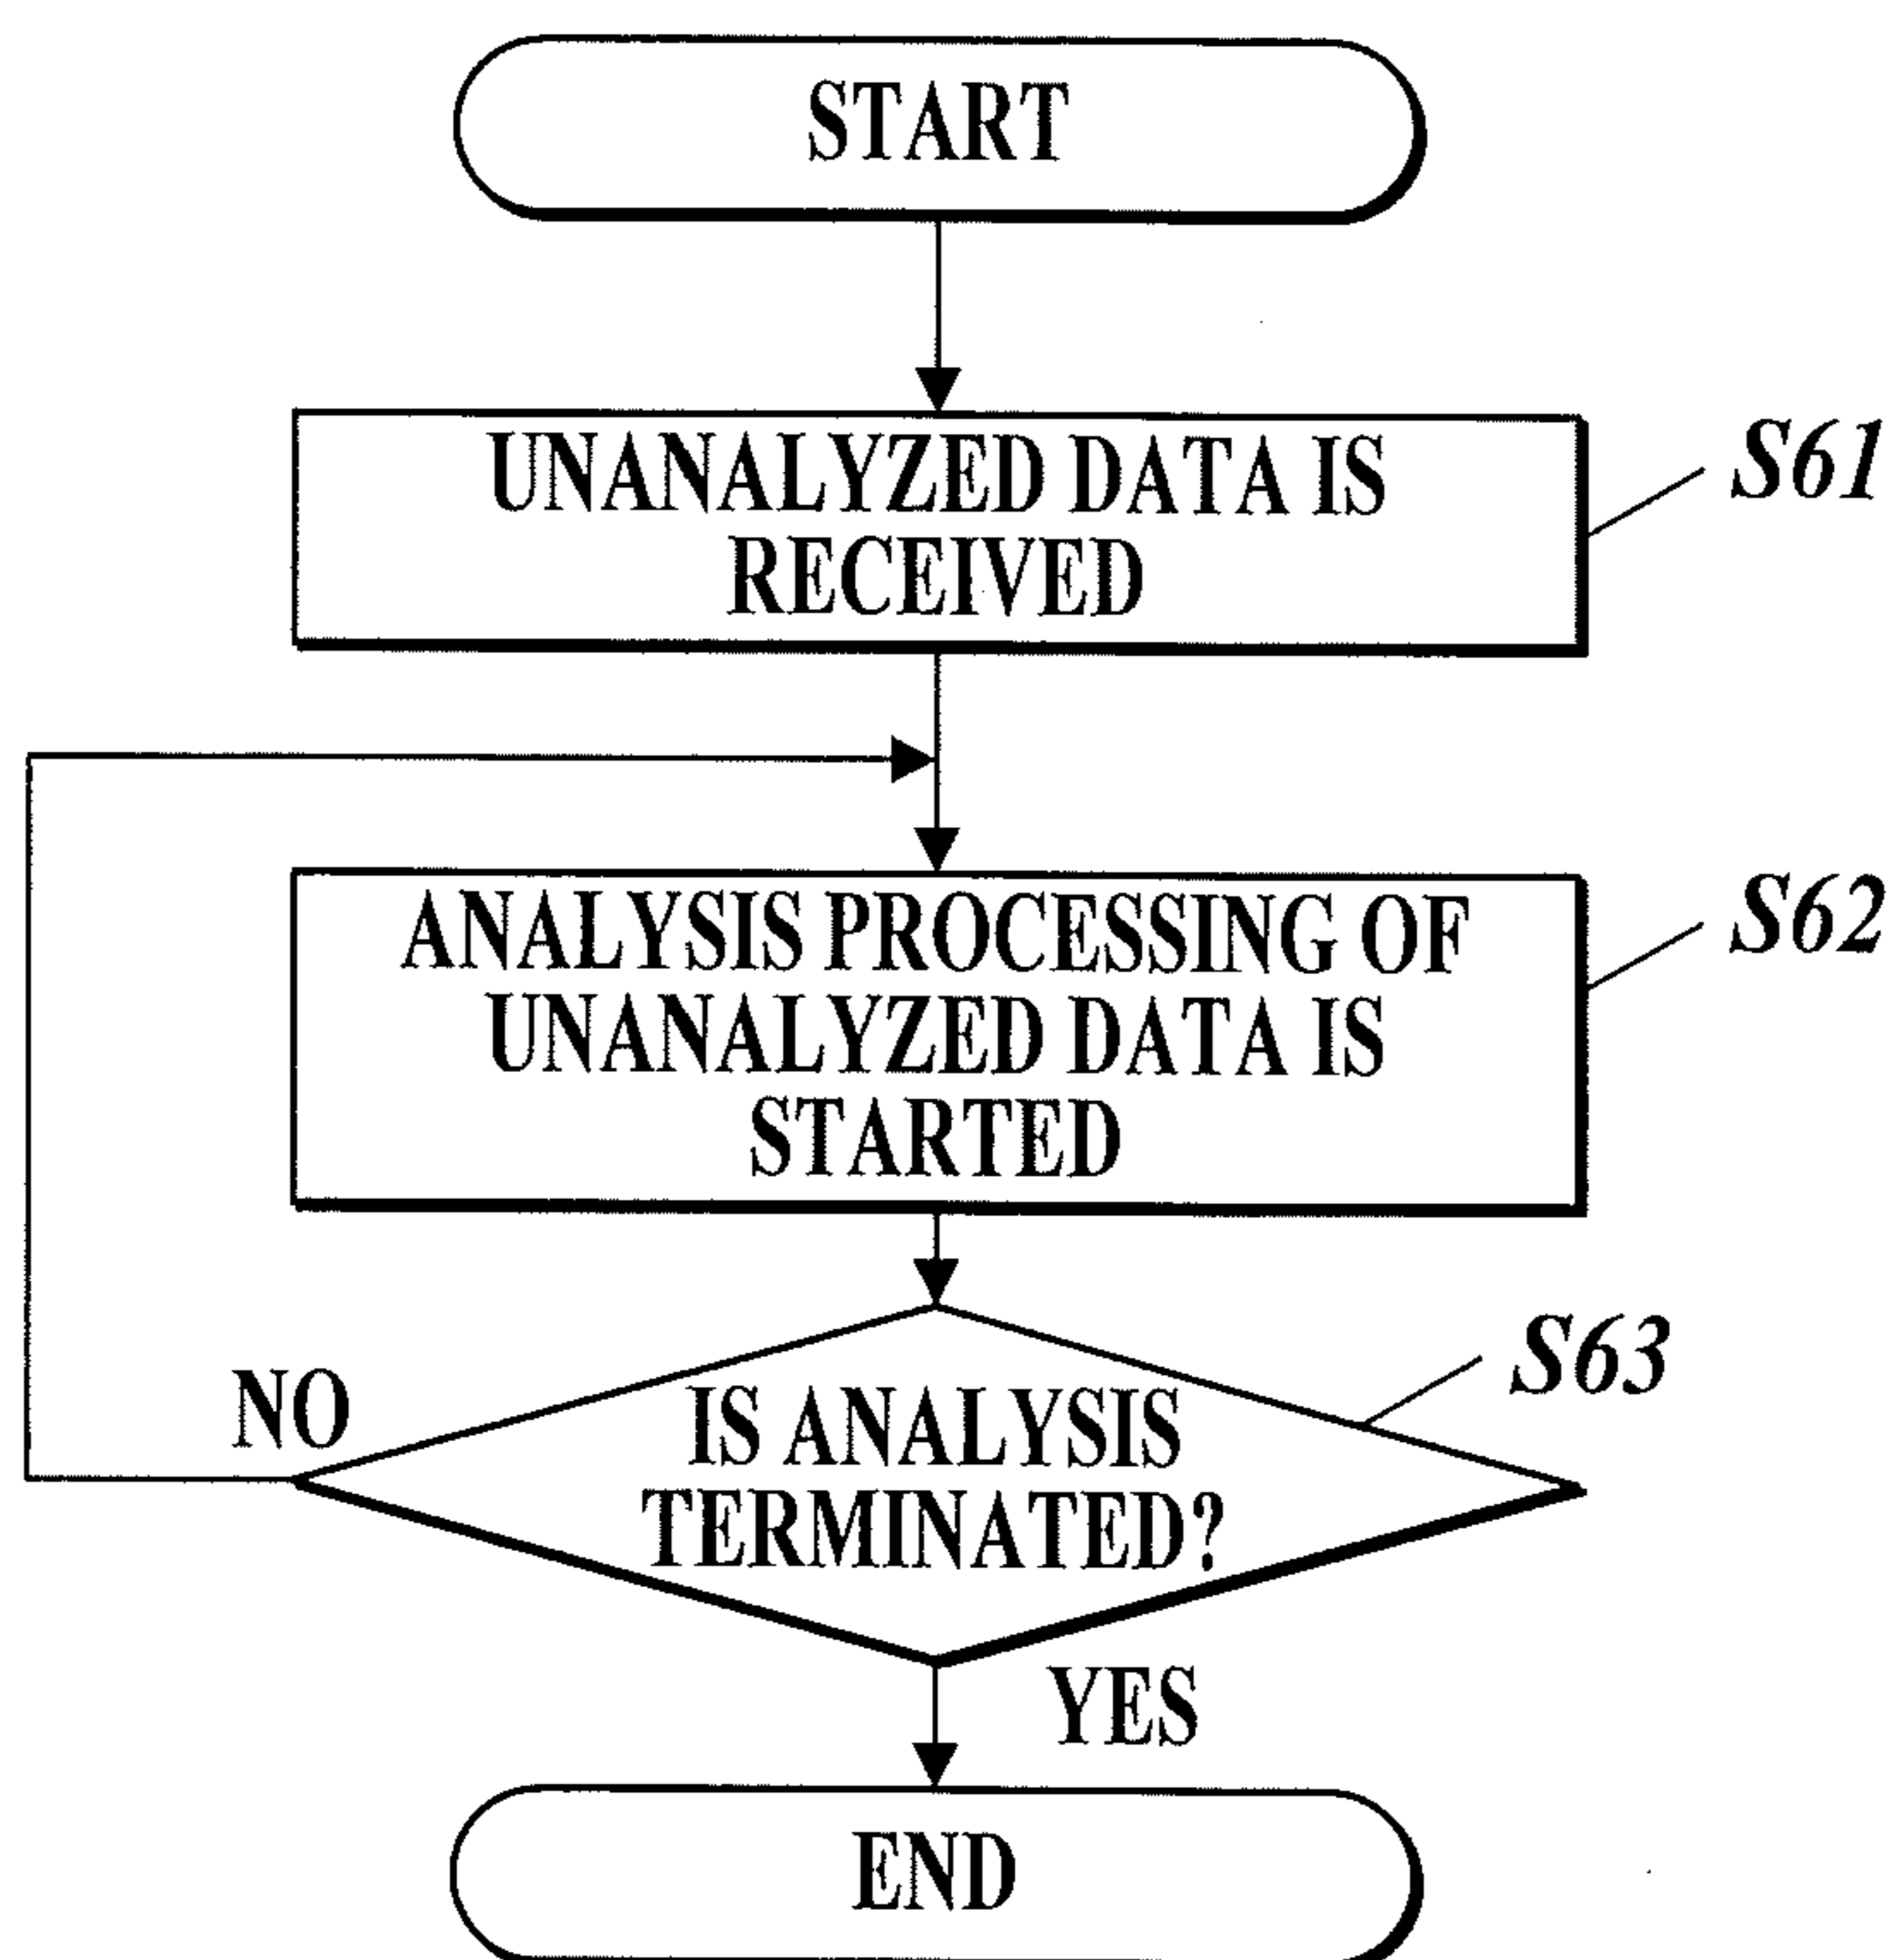 START
UNANALYZED DATA IS
RECEIVED
S61
ANALYSIS PROCESSING OF
UNANALYZED DATA IS
STARTED
S62
IS ANALYSIS
TERMINATED?
S63
NO
YES
END